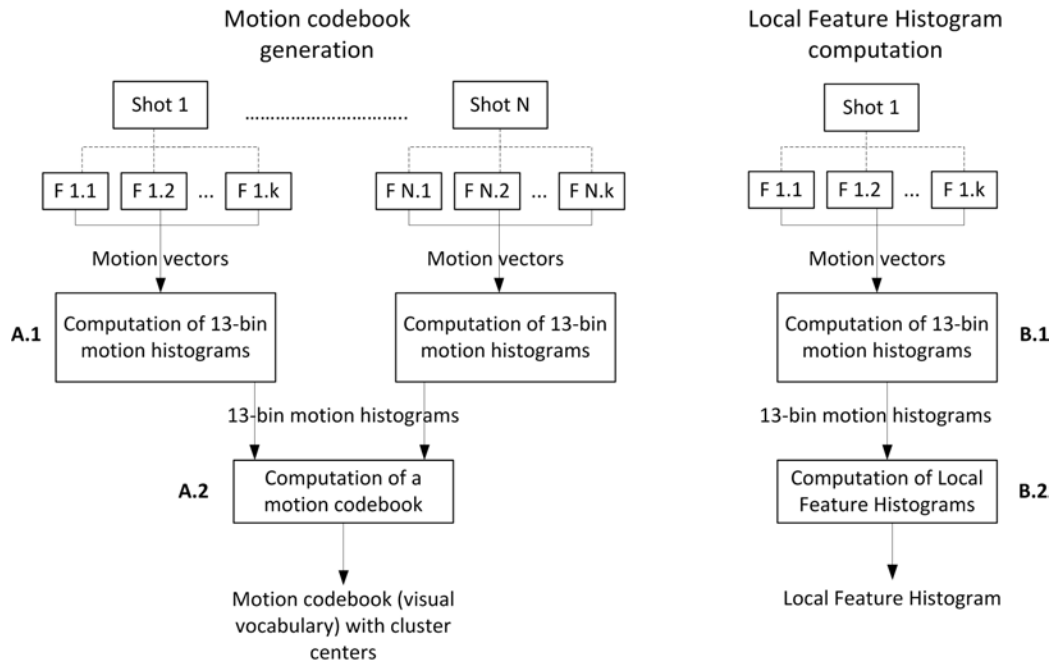 Motion codebook
generation
Shot 1
................................
Shot N
F 1.1
F 1.2
...
F 1.k
F N.1
F N.2
...
F N.k
Motion vectors
Motion vectors
A.1
Computation of 13-bin
motion histograms
Computation of 13-bin
motion histograms
13-bin motion histograms
A.2
Computation of a
motion codebook
Motion codebook (visual
vocabulary) with cluster
centers
Local Feature Histogram
computation
Shot 1
F 1.1
F 1.2
...
F 1.k
Motion vectors
Computation of 13-bin
motion histograms
B.1
13-bin motion histograms
Computation of Local
Feature Histograms
B.2.
Local Feature Histogram